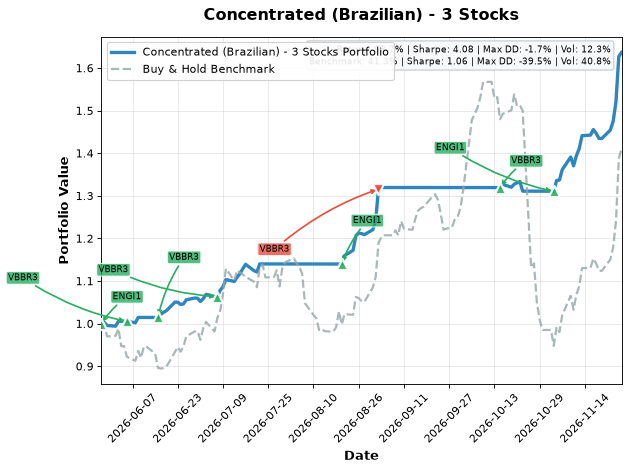 Concentrated (Brazilian) - 3 Stocks
Concentrated (Brazilian) - 3 Stocks Portfolio
Buy & Hold Benchmark
% | Sharpe: 4.08 | Max DD: -1.7% | Vol: 12.3%
Benchmark: 41.3% | Sharpe: 1.06 | Max DD: -39.5% | Vol: 40.8%
Portfolio Value
1.6
1.5
1.4
1.3
1.2
1.1
1.0
0.9
ENGI1
VBBR3
ENGI1
VBBR3
VBBR3
VBBR3
VBBR3
ENGI1
2026-06-07
2026-06-23
2026-07-09
2026-07-25
2026-08-10
2026-08-26
2026-09-11
2026-09-27
2026-10-13
2026-10-29
2026-11-14
Date